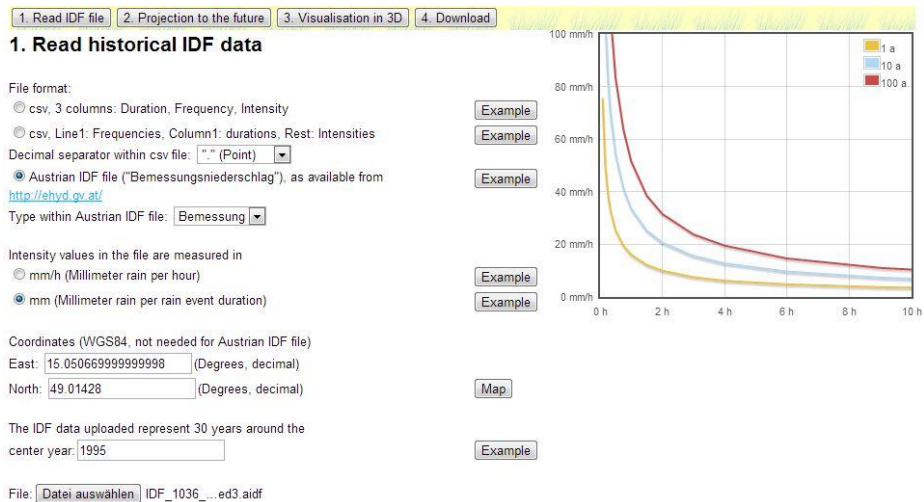 1. Read IDF file 2. Projection to the future 3. Visualisation in 3D 4. Download
1. Read historical IDF data
File format:
csv, 3 columns: Duration, Frequency, Intensity Example
csv, Line1: Frequencies, Column1: durations, Rest: Intensities Example
Decimal separator within csv file: "." (Point)
Austrian IDF file ("Bemessungsniederschlag"), as available from Example
http://ehyd.gv.at/
Type within Austrian IDF file: Bemessung
Intensity values in the file are measured in
mm/h (Millimeter rain per hour) Example
mm (Millimeter rain per rain event duration) Example
Coordinates (WGS84, not needed for Austrian IDF file)
East: 15.050669999999998 (Degrees, decimal)
North: 49.01428 (Degrees, decimal) Map
The IDF data uploaded represent 30 years around the
center year: 1995 Example
File: Datei auswählen IDF_1036_...ed3.aidf
100 mm/h
80 mm/h
60 mm/h
40 mm/h
20 mm/h
0 mm/h
0 h 2 h 4 h 6 h 8 h 10 h
1 a
10 a
100 a